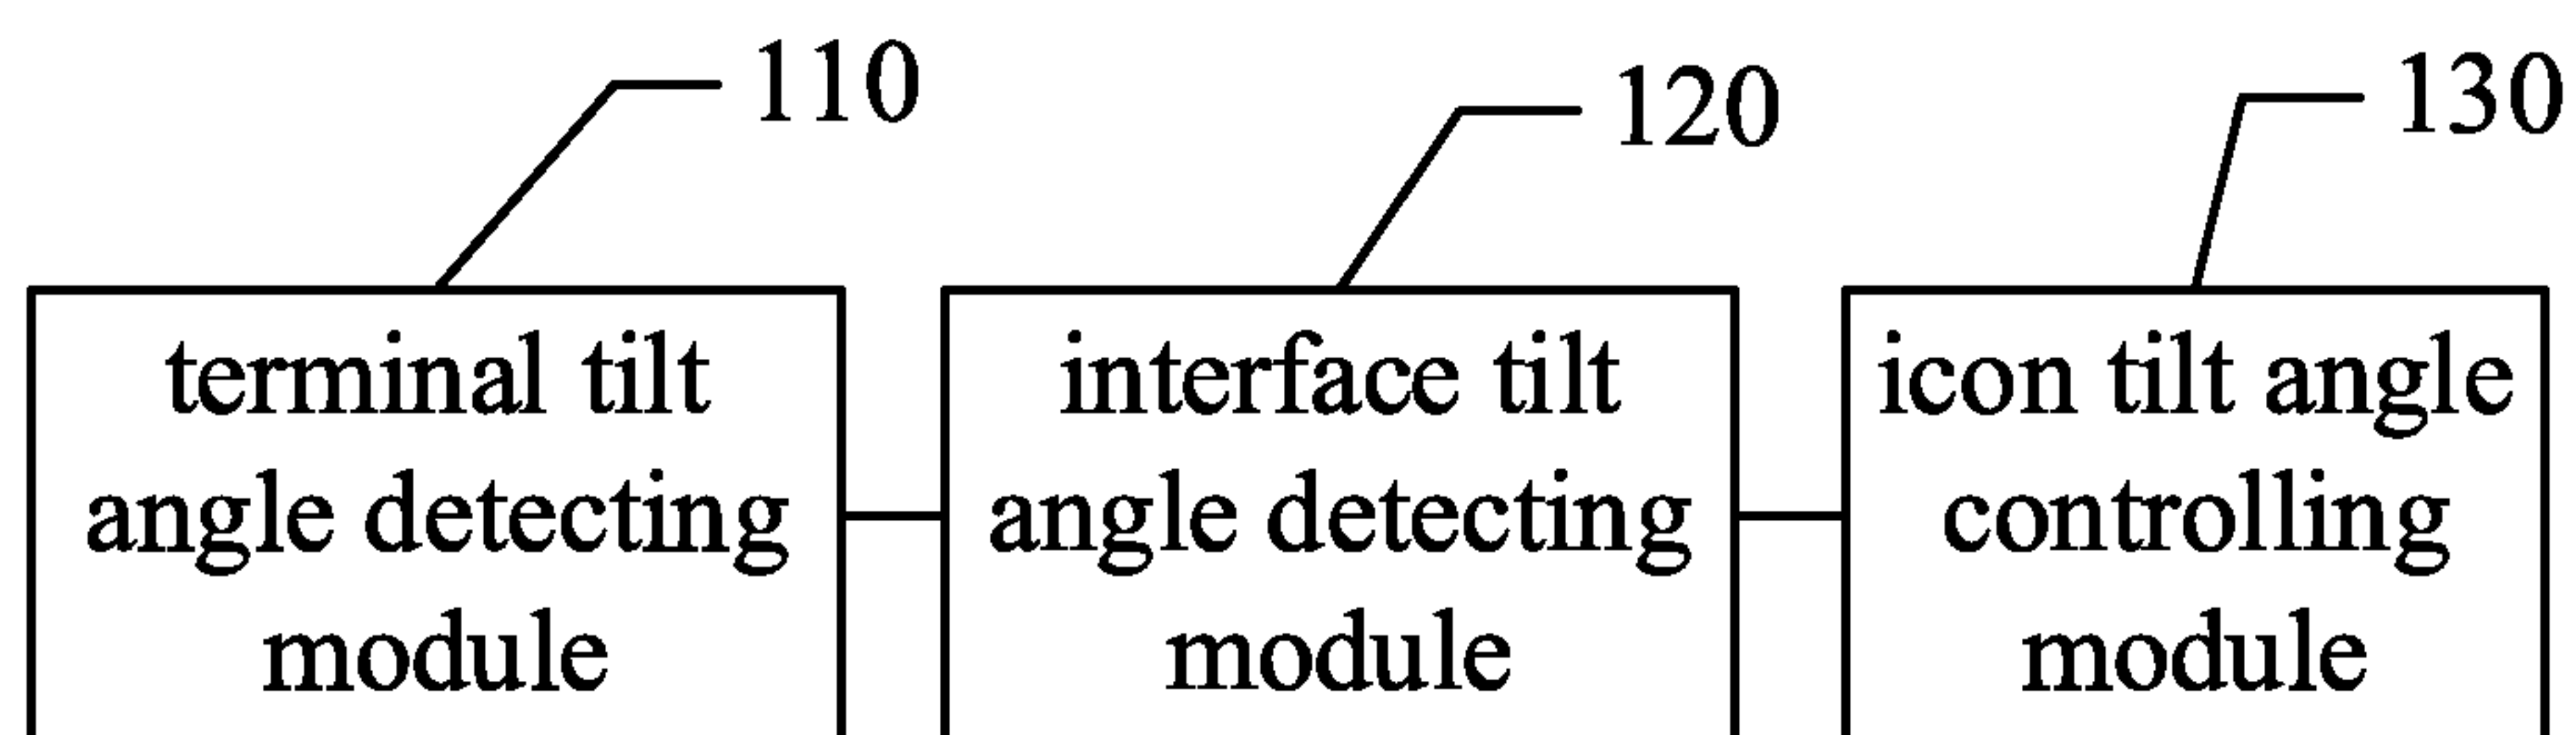 110
120
130
terminal tilt
angle detecting
module
interface tilt
angle detecting
module
icon tilt angle
controlling
module